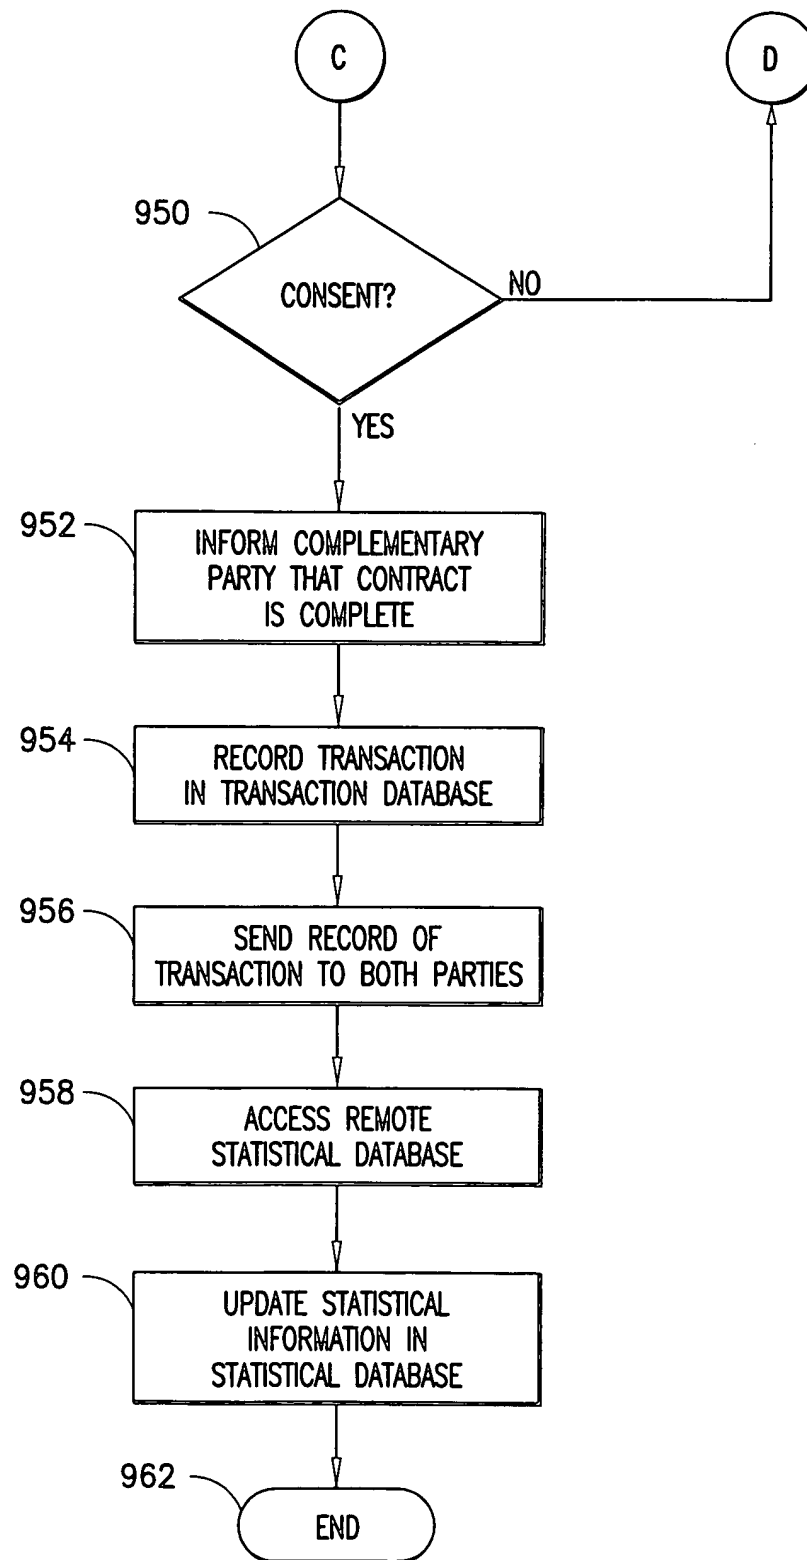 C
D
950
CONSENT?
NO
YES
952
INFORM COMPLEMENTARY
PARTY THAT CONTRACT
IS COMPLETE
954
RECORD TRANSACTION
IN TRANSACTION DATABASE
956
SEND RECORD OF
TRANSACTION TO BOTH PARTIES
958
ACCESS REMOTE
STATISTICAL DATABASE
960
UPDATE STATISTICAL
INFORMATION IN
STATISTICAL DATABASE
962
END